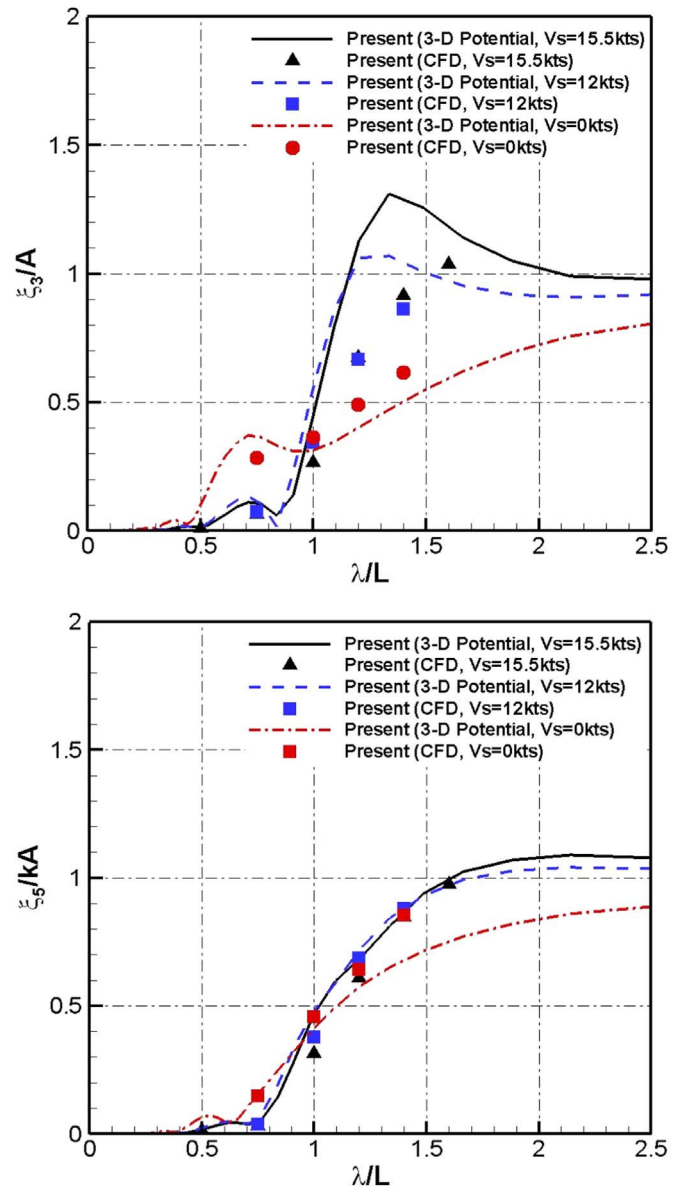 2
1.5
1
0.5
0
ξ₃/A
Present (3-D Potential, Vs=15.5kts)
Present (CFD, Vs=15.5kts)
Present (3-D Potential, Vs=12kts)
Present (CFD, Vs=12kts)
Present (3-D Potential, Vs=0kts)
Present (CFD, Vs=0kts)
0 0.5 1 1.5 2 2.5
λ/L
2
1.5
1
0.5
0
ξ₅/kA
Present (3-D Potential, Vs=15.5kts)
Present (CFD, Vs=15.5kts)
Present (3-D Potential, Vs=12kts)
Present (CFD, Vs=12kts)
Present (3-D Potential, Vs=0kts)
Present (CFD, Vs=0kts)
0 0.5 1 1.5 2 2.5
λ/L